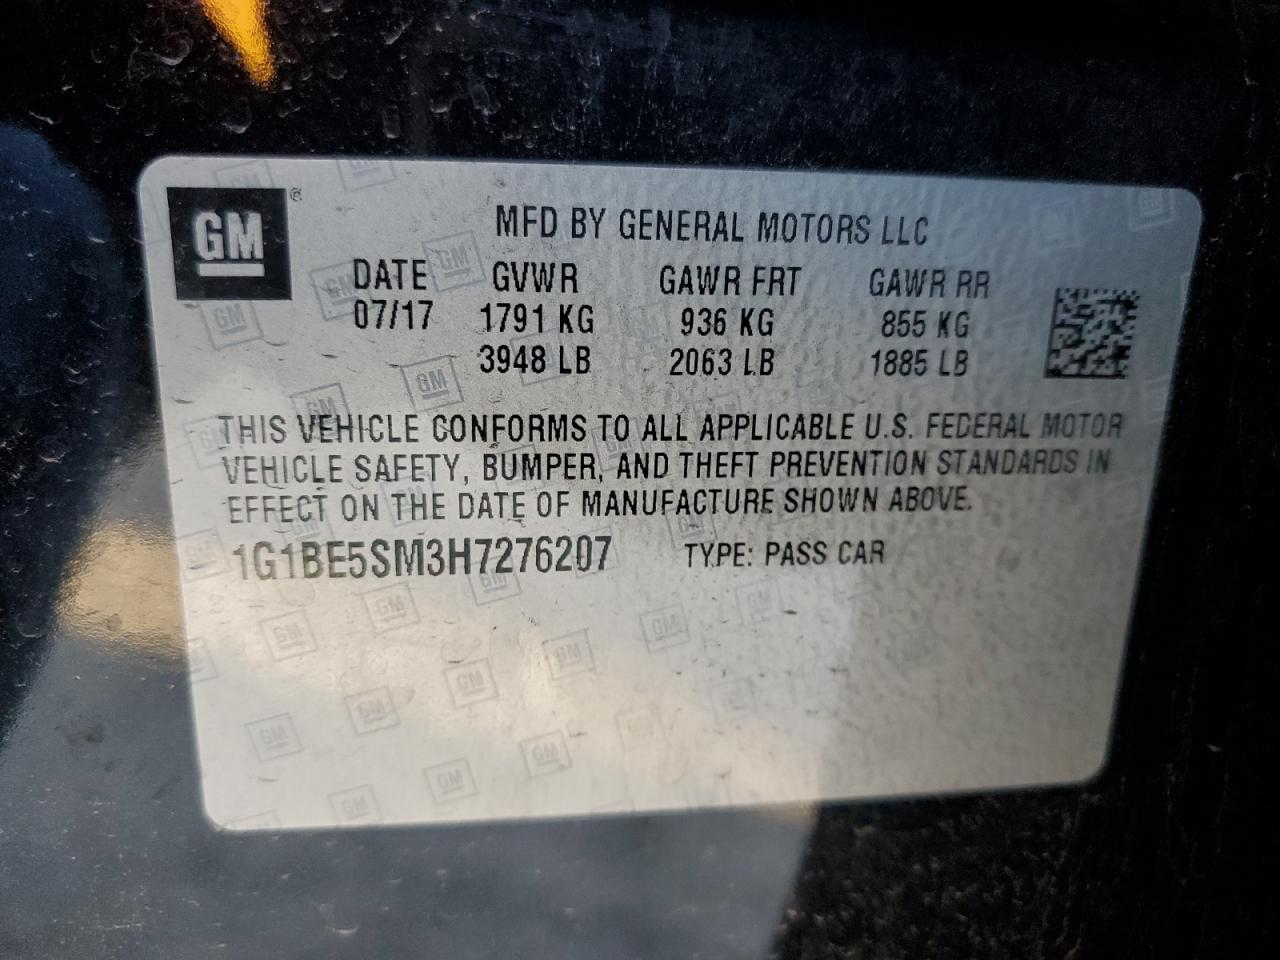 GM ®
MFD BY GENERAL MOTORS LLC
DATE GVWR GAWR FRT GAWR RR
07/17 1791 KG 936 KG 855 KG
3948 LB 2063 LB 1885 LB
THIS VEHICLE CONFORMS TO ALL APPLICABLE U.S. FEDERAL MOTOR
VEHICLE SAFETY, BUMPER, AND THEFT PREVENTION STANDARDS IN
EFFECT ON THE DATE OF MANUFACTURE SHOWN ABOVE.
1G1BE5SM3H7276207 TYPE: PASS CAR